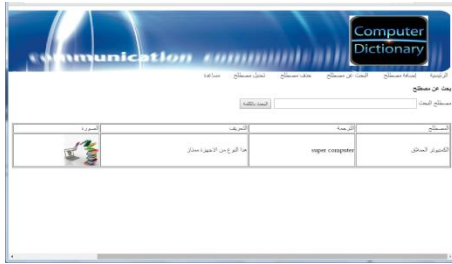 Computer
Dictionary
communication communi
الرئيسية إضافة مصطلح البحث عن مصطلح حذف مصطلح تعديل مصطلح مساعدة
بحث عن مصطلح
مصطلح البحث البحث بالكلمة
المصطلح الترجمة التعريف الصورة
الكمبيوتر العملاق super computer هذا النوع من الاجهزة ممتاز